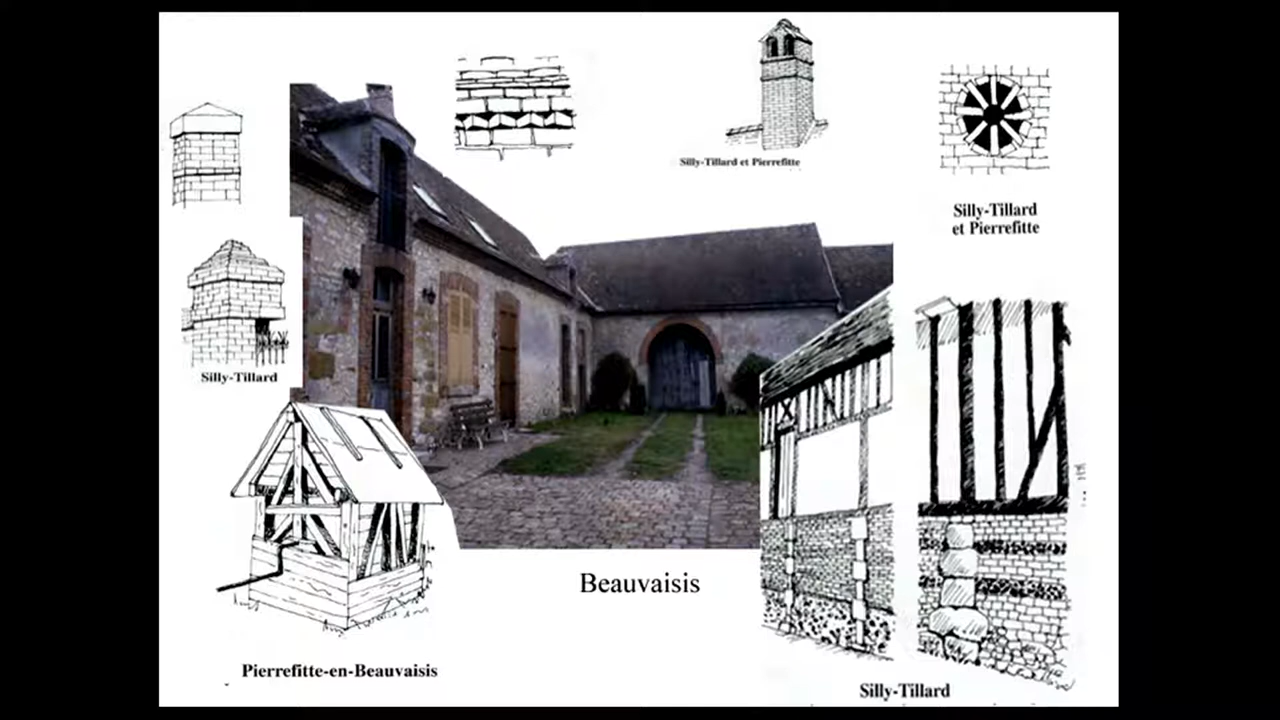 Silly-Tillard et Pierrefitte
Silly-Tillard
et Pierrefitte
Silly-Tillard
Beauvaisis
Pierrefitte-en-Beauvaisis
Silly-Tillard